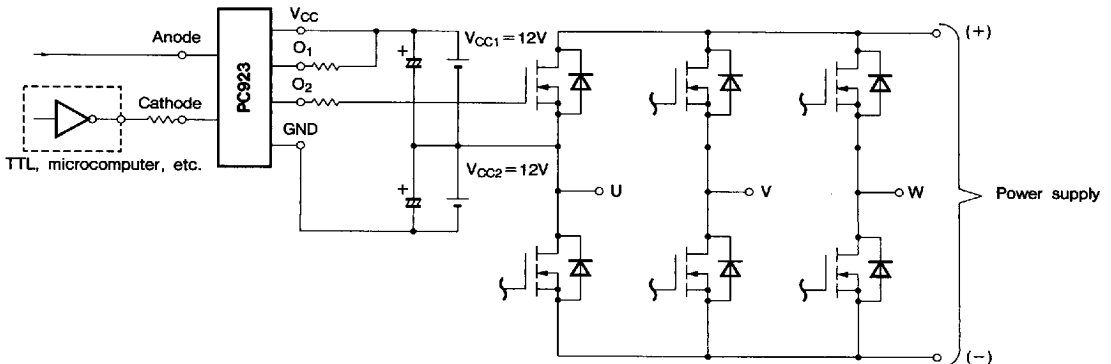 VCC
VCC1=12V
(+)
Anode
O1
O2
PC923
Cathode
GND
TTL, microcomputer, etc.
VCC2=12V
U
V
W
Power supply
(−)
+
+